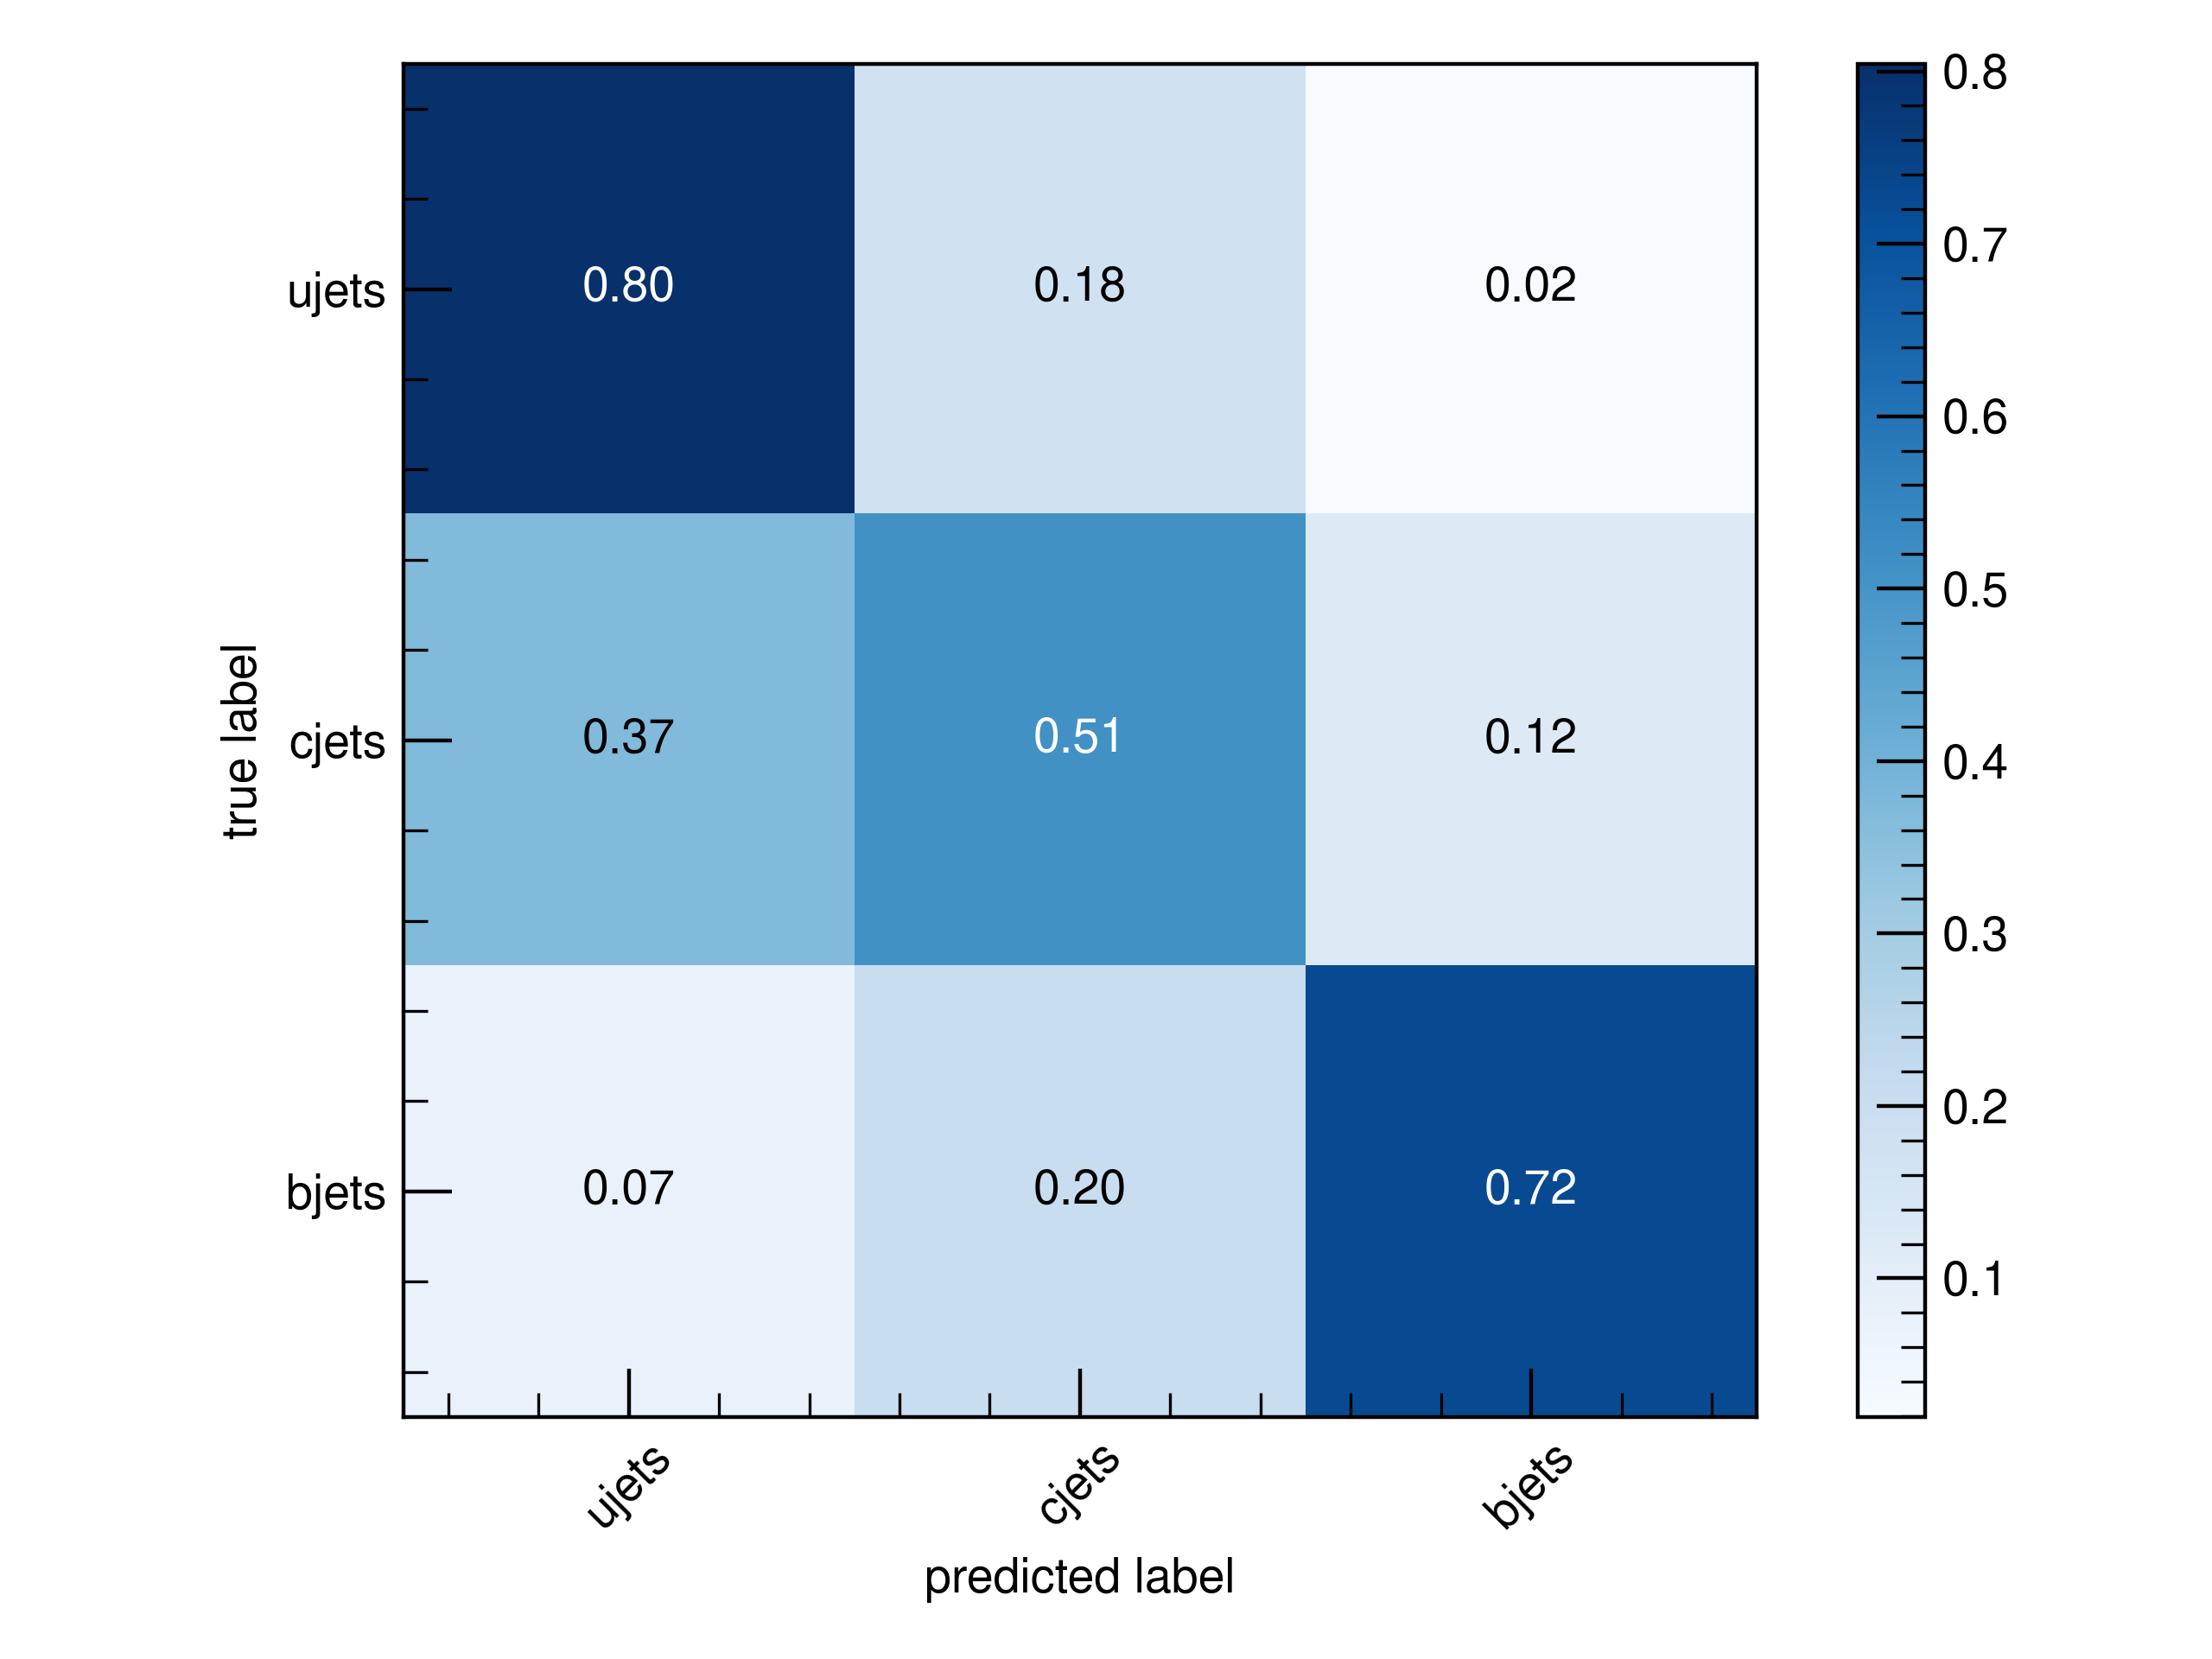 ujets 0.80 0.18 0.02
cjets 0.37 0.51 0.12
bjets 0.07 0.20 0.72
true label
ujets cjets bjets
predicted label
0.8
0.7
0.6
0.5
0.4
0.3
0.2
0.1